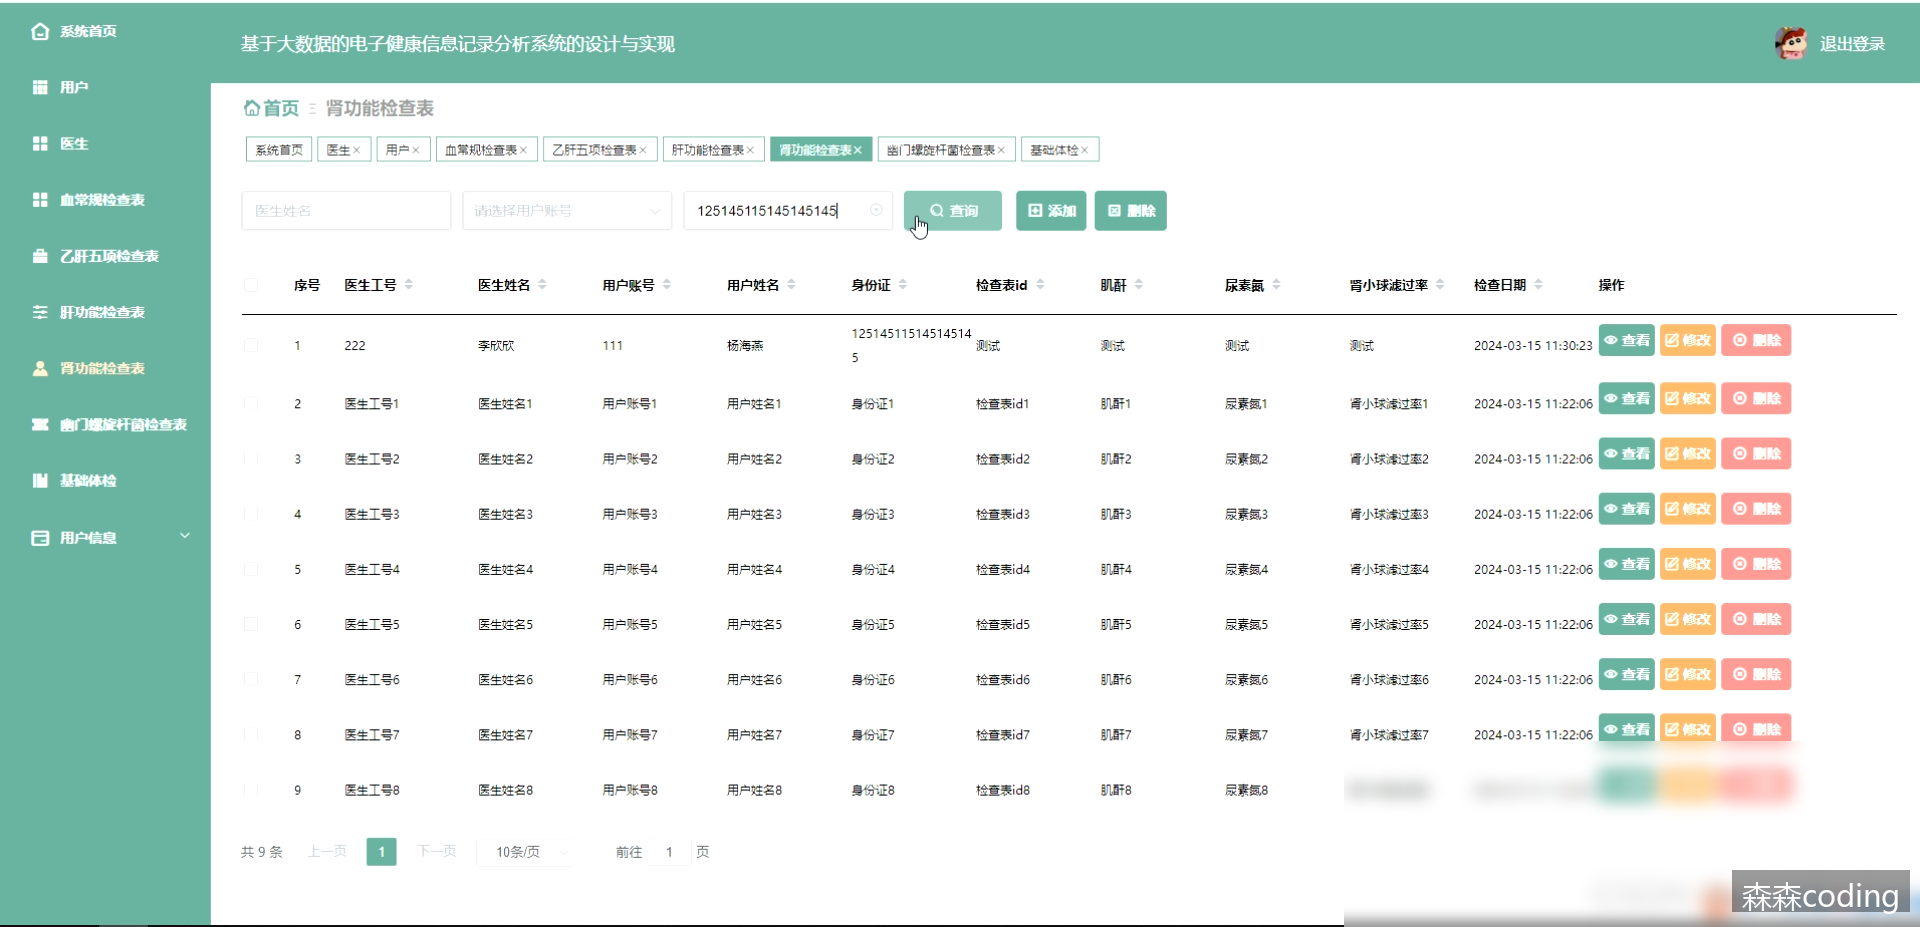 系统首页
用户
医生
血常规检查表
乙肝五项检查表
肝功能检查表
肾功能检查表
幽门螺旋杆菌检查表
基础体检
用户信息
基于大数据的电子健康信息记录分析系统的设计与实现
退出登录
首页 肾功能检查表
系统首页 医生× 用户× 血常规检查表× 乙肝五项检查表× 肝功能检查表× 肾功能检查表× 幽门螺旋杆菌检查表× 基础体检×
医生姓名 请选择用户账号 125145115145145145 查询 添加 删除
序号 医生工号 医生姓名 用户账号 用户姓名 身份证 检查表id 肌酐 尿素氮 肾小球滤过率 检查日期 操作
1 222 李欣欣 111 杨海燕 125145115145145145 测试 测试 测试 测试 2024-03-15 11:30:23 查看 修改 删除
2 医生工号1 医生姓名1 用户账号1 用户姓名1 身份证1 检查表id1 肌酐1 尿素氮1 肾小球滤过率1 2024-03-15 11:22:06 查看 修改 删除
3 医生工号2 医生姓名2 用户账号2 用户姓名2 身份证2 检查表id2 肌酐2 尿素氮2 肾小球滤过率2 2024-03-15 11:22:06 查看 修改 删除
4 医生工号3 医生姓名3 用户账号3 用户姓名3 身份证3 检查表id3 肌酐3 尿素氮3 肾小球滤过率3 2024-03-15 11:22:06 查看 修改 删除
5 医生工号4 医生姓名4 用户账号4 用户姓名4 身份证4 检查表id4 肌酐4 尿素氮4 肾小球滤过率4 2024-03-15 11:22:06 查看 修改 删除
6 医生工号5 医生姓名5 用户账号5 用户姓名5 身份证5 检查表id5 肌酐5 尿素氮5 肾小球滤过率5 2024-03-15 11:22:06 查看 修改 删除
7 医生工号6 医生姓名6 用户账号6 用户姓名6 身份证6 检查表id6 肌酐6 尿素氮6 肾小球滤过率6 2024-03-15 11:22:06 查看 修改 删除
8 医生工号7 医生姓名7 用户账号7 用户姓名7 身份证7 检查表id7 肌酐7 尿素氮7 肾小球滤过率7 2024-03-15 11:22:06 查看 修改 删除
9 医生工号8 医生姓名8 用户账号8 用户姓名8 身份证8 检查表id8 肌酐8 尿素氮8
共 9 条 上一页 1 下一页 10条/页 前往 1 页
森森coding